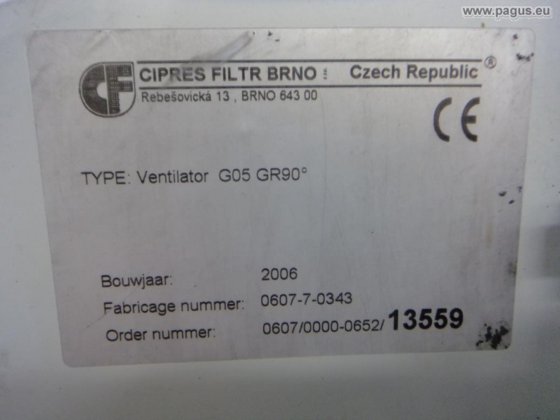 www.pagus.eu
CF CIPRES FILTR BRNO Czech Republic ®
Rebešovická 13 , BRNO 643 00
CE
TYPE: Ventilator G05 GR90°
Bouwjaar: 2006
Fabricage nummer: 0607-7-0343
Order nummer: 0607/0000-0652/13559